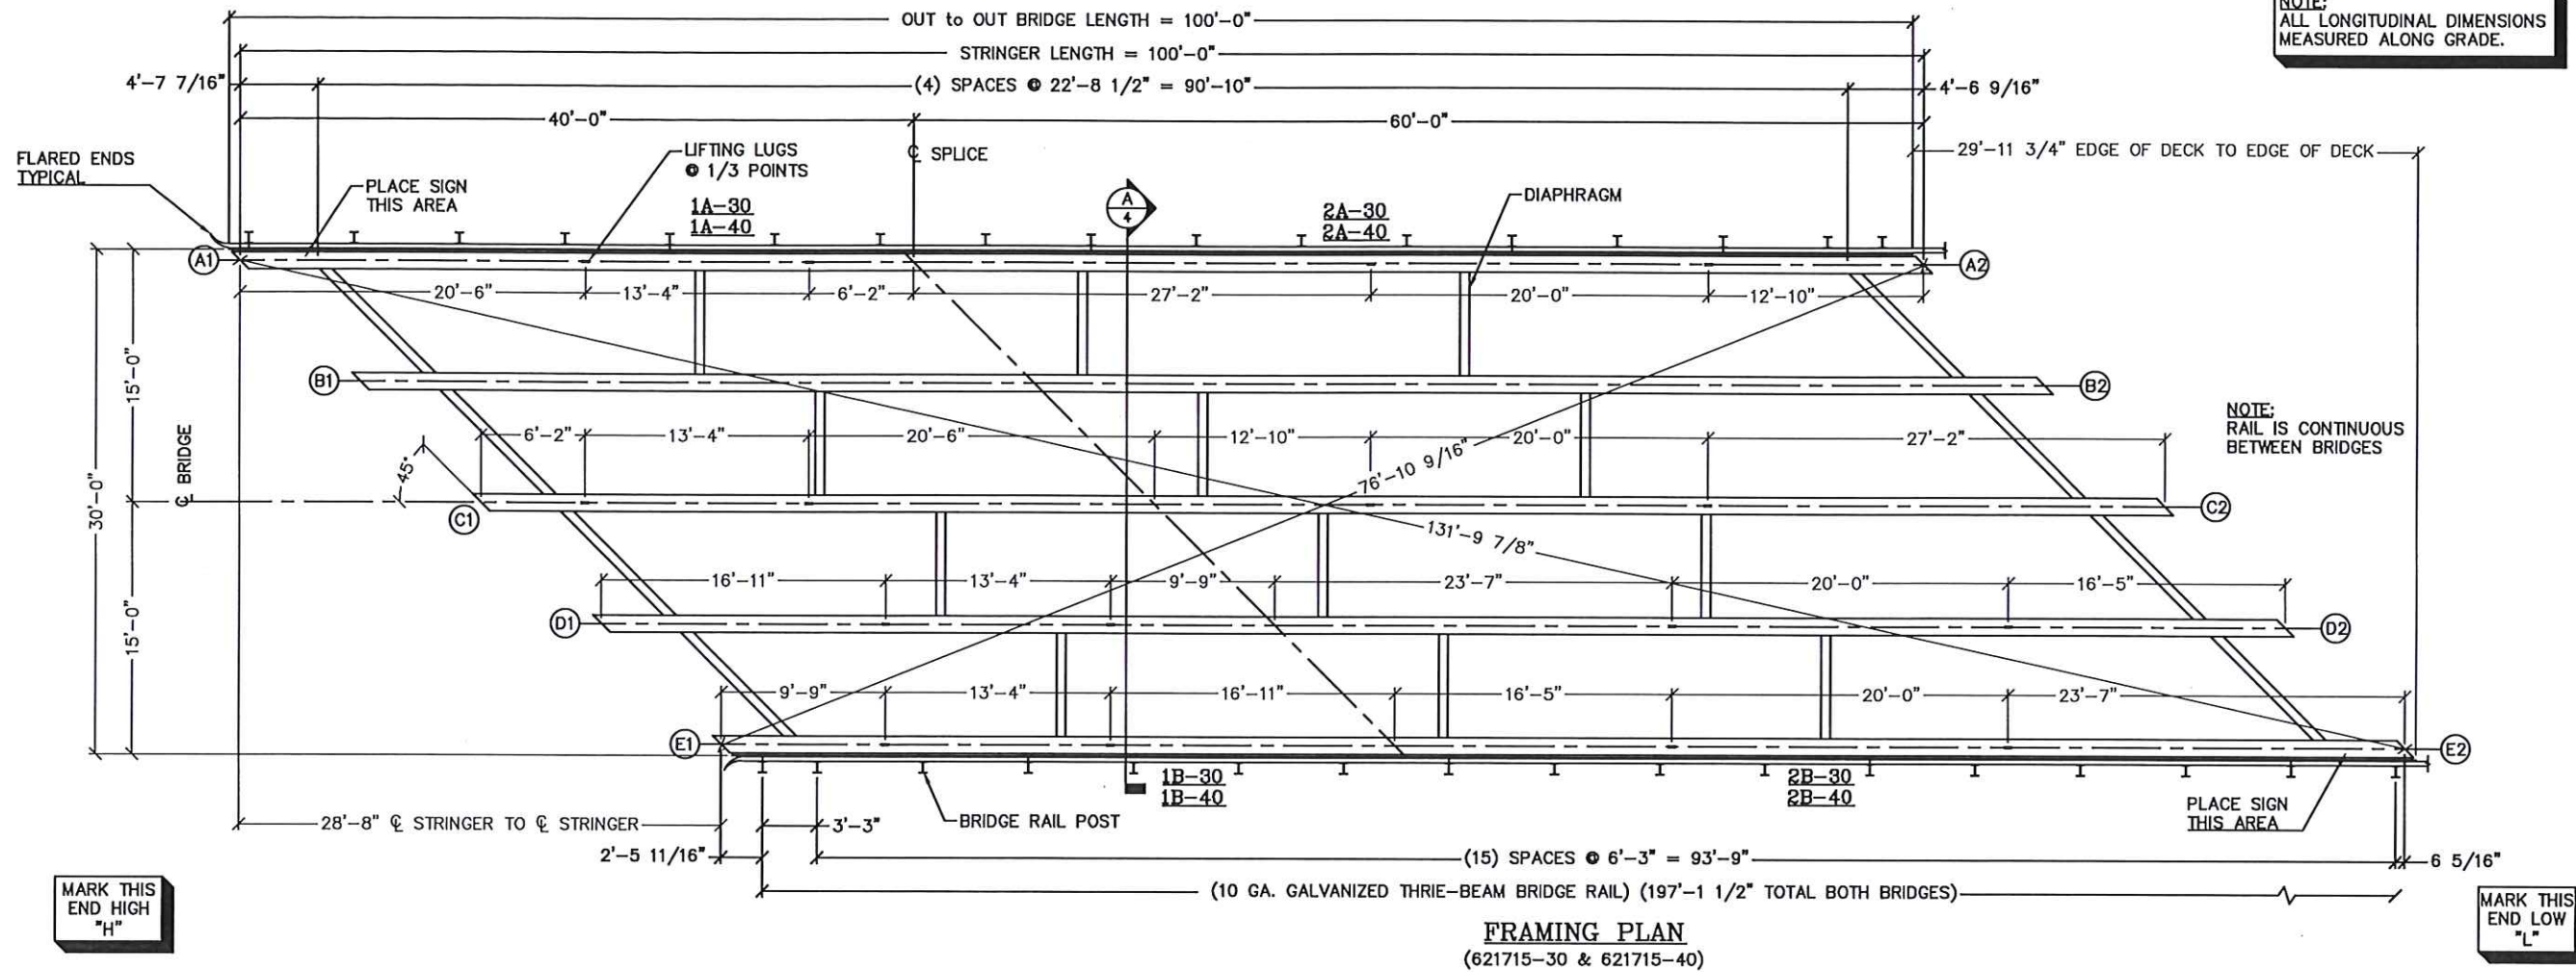 OUT to OUT BRIDGE LENGTH = 100'-0"
NOTE:
ALL LONGITUDINAL DIMENSIONS
MEASURED ALONG GRADE.
STRINGER LENGTH = 100'-0"
4'-7 7/16"
(4) SPACES @ 22'-8 1/2" = 90'-10"
4'-6 9/16"
40'-0"
60'-0"
FLARED ENDS
TYPICAL
LIFTING LUGS
@ 1/3 POINTS
℄ SPLICE
29'-11 3/4" EDGE OF DECK TO EDGE OF DECK
PLACE SIGN
THIS AREA
1A-30
1A-40
A
4
2A-30
2A-40
DIAPHRAGM
A1
A2
20'-6"
13'-4"
6'-2"
27'-2"
20'-0"
12'-10"
15'-0"
B1
B2
NOTE:
RAIL IS CONTINUOUS
BETWEEN BRIDGES
℄ BRIDGE
45°
6'-2"
13'-4"
20'-6"
12'-10"
20'-0"
27'-2"
76'-10 9/16"
30'-0"
C1
C2
131'-9 7/8"
15'-0"
16'-11"
13'-4"
9'-9"
23'-7"
20'-0"
16'-5"
D1
D2
9'-9"
13'-4"
16'-11"
16'-5"
20'-0"
23'-7"
E1
E2
1B-30
1B-40
2B-30
2B-40
PLACE SIGN
THIS AREA
28'-8" ℄ STRINGER TO ℄ STRINGER
3'-3"
BRIDGE RAIL POST
2'-5 11/16"
(15) SPACES @ 6'-3" = 93'-9"
6 5/16"
(10 GA. GALVANIZED THRIE-BEAM BRIDGE RAIL) (197'-1 1/2" TOTAL BOTH BRIDGES)
MARK THIS
END HIGH
"H"
MARK THIS
END LOW
"L"
FRAMING PLAN
(621715-30 & 621715-40)